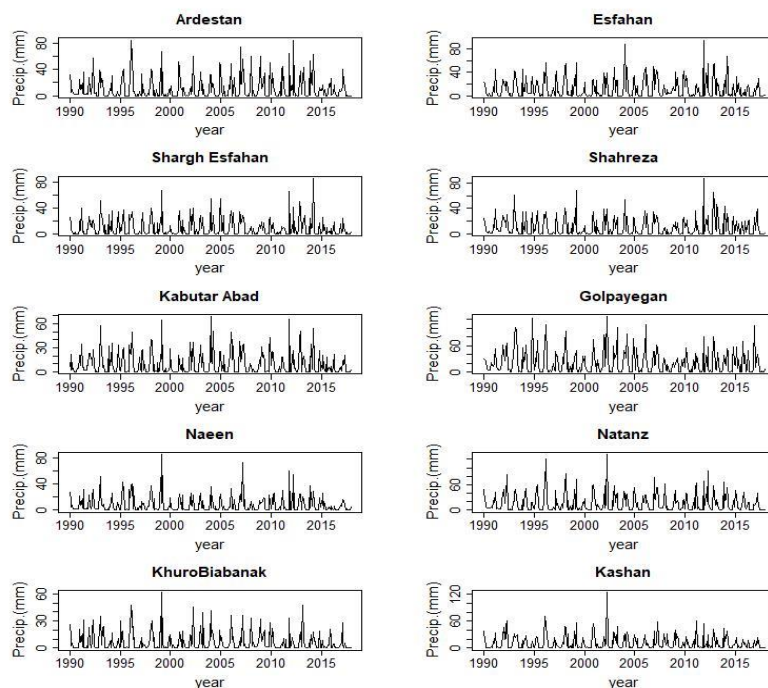 Ardestan
Esfahan
Precip.(mm)
0 40 80
1990 1995 2000 2005 2010 2015
year
Precip.(mm)
0 40 80
1990 1995 2000 2005 2010 2015
year
Shargh Esfahan
Shahreza
Precip.(mm)
0 40 80
1990 1995 2000 2005 2010 2015
year
Precip.(mm)
0 40 80
1990 1995 2000 2005 2010 2015
year
Kabutar Abad
Golpayegan
Precip.(mm)
0 30 60
1990 1995 2000 2005 2010 2015
year
Precip.(mm)
0 60
1990 1995 2000 2005 2010 2015
year
Naeen
Natanz
Precip.(mm)
0 40 80
1990 1995 2000 2005 2010 2015
year
Precip.(mm)
0 60
1990 1995 2000 2005 2010 2015
year
KhuroBiabanak
Kashan
Precip.(mm)
0 30 60
1990 1995 2000 2005 2010 2015
year
Precip.(mm)
0 60 120
1990 1995 2000 2005 2010 2015
year